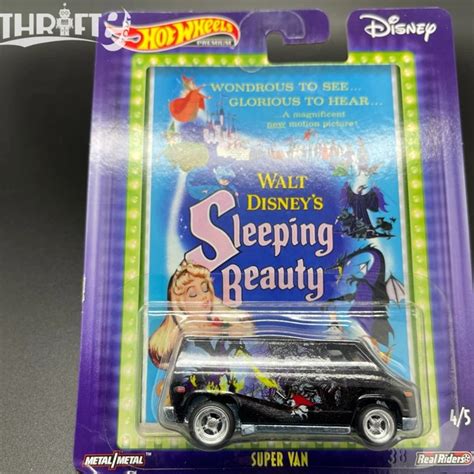 THRIFT
HOT WHEELS
PREMIUM
Disney
WONDROUS TO SEE...
GLORIOUS TO HEAR...
...A magnificent
new motion picture!
WALT
DISNEY'S
Sleeping
Beauty
4/5
METAL/METAL™
SUPER VAN
Real Riders